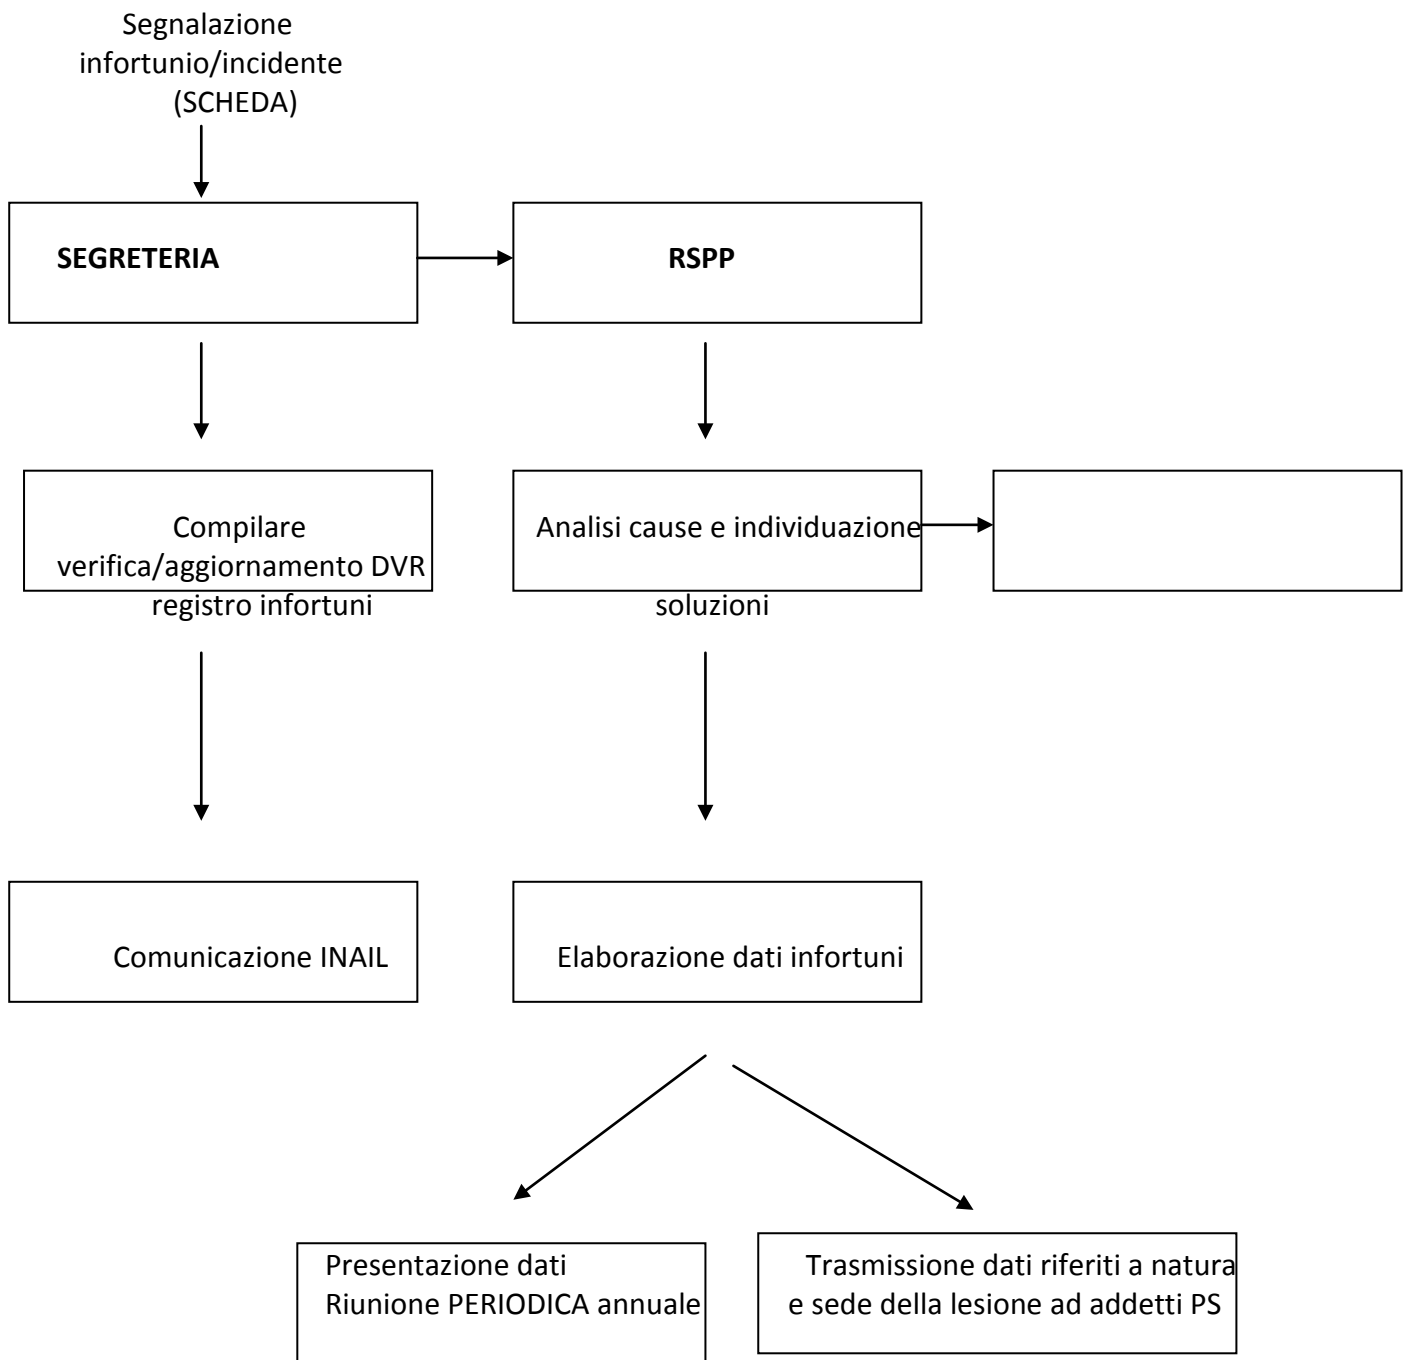 Segnalazione
infortunio/incidente
(SCHEDA)
SEGRETERIA
RSPP
Compilare
verifica/aggiornamento DVR
registro infortuni
Analisi cause e individuazione
soluzioni
Comunicazione INAIL
Elaborazione dati infortuni
Presentazione dati
Riunione PERIODICA annuale
Trasmissione dati riferiti a natura
e sede della lesione ad addetti PS